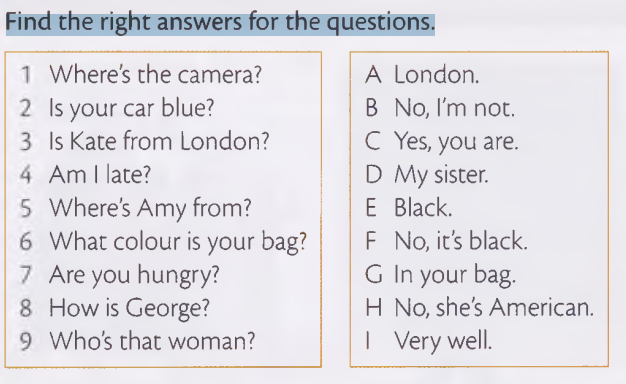 Find the right answers for the questions.
1 Where's the camera?
2 Is your car blue?
3 Is Kate from London?
4 Am I late?
5 Where's Amy from?
6 What colour is your bag?
7 Are you hungry?
8 How is George?
9 Who's that woman?
A London.
B No, I'm not.
C Yes, you are.
D My sister.
E Black.
F No, it's black.
G In your bag.
H No, she's American.
I Very well.